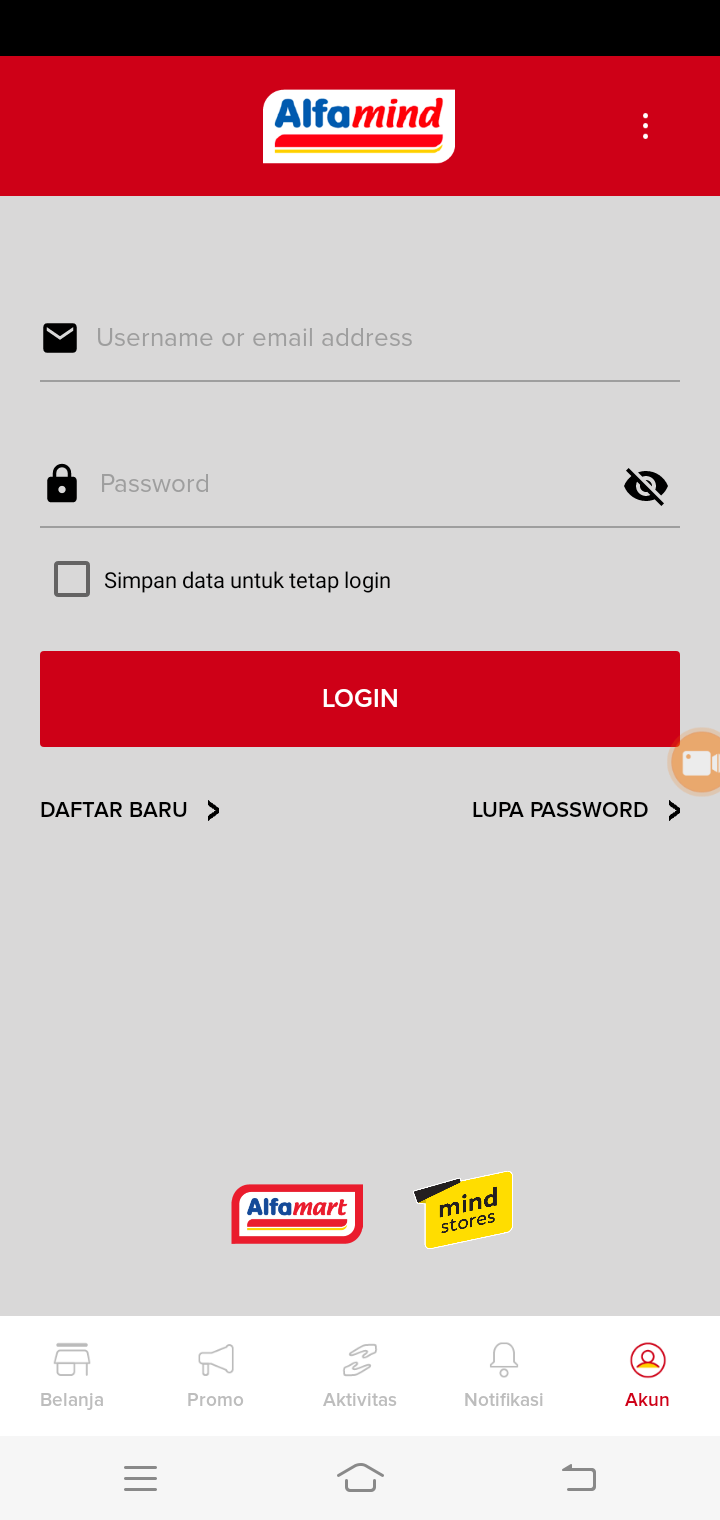 Alfamind
Username or email address
Password
Simpan data untuk tetap login
LOGIN
DAFTAR BARU
LUPA PASSWORD
Alfamart
mind
stores
Belanja
Promo
Aktivitas
Notifikasi
Akun